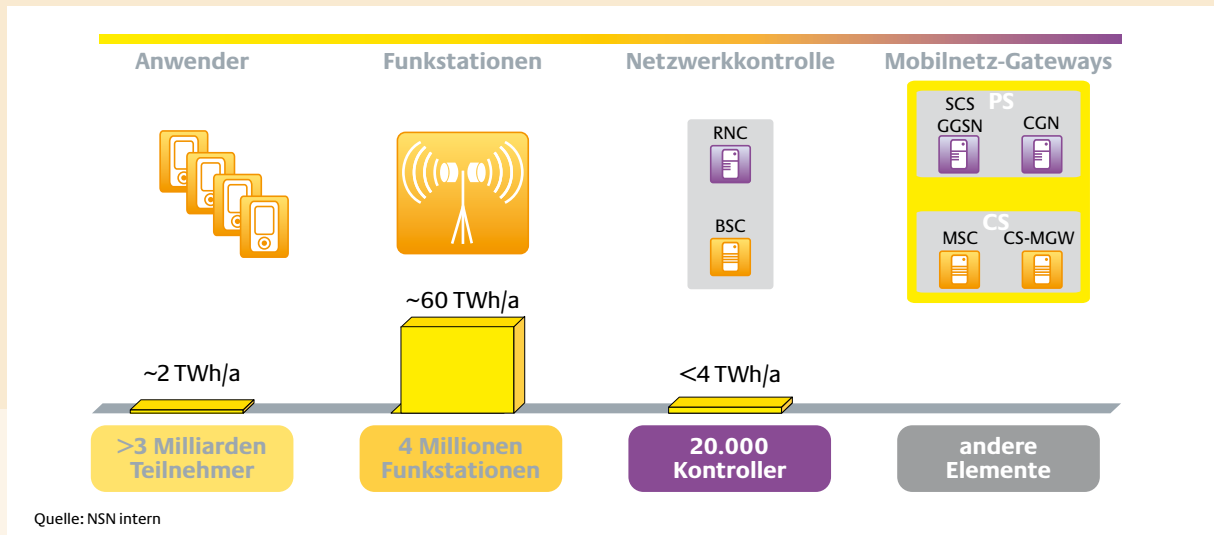 Anwender
Funkstationen
Netzwerkkontrolle
Mobilnetz-Gateways
RNC
BSC
PS
SCS
GGSN
CGN
CS
MSC
CS-MGW
~2 TWh/a
~60 TWh/a
<4 TWh/a
>3 Milliarden
Teilnehmer
4 Millionen
Funkstationen
20.000
Kontroller
andere
Elemente
Quelle: NSN intern